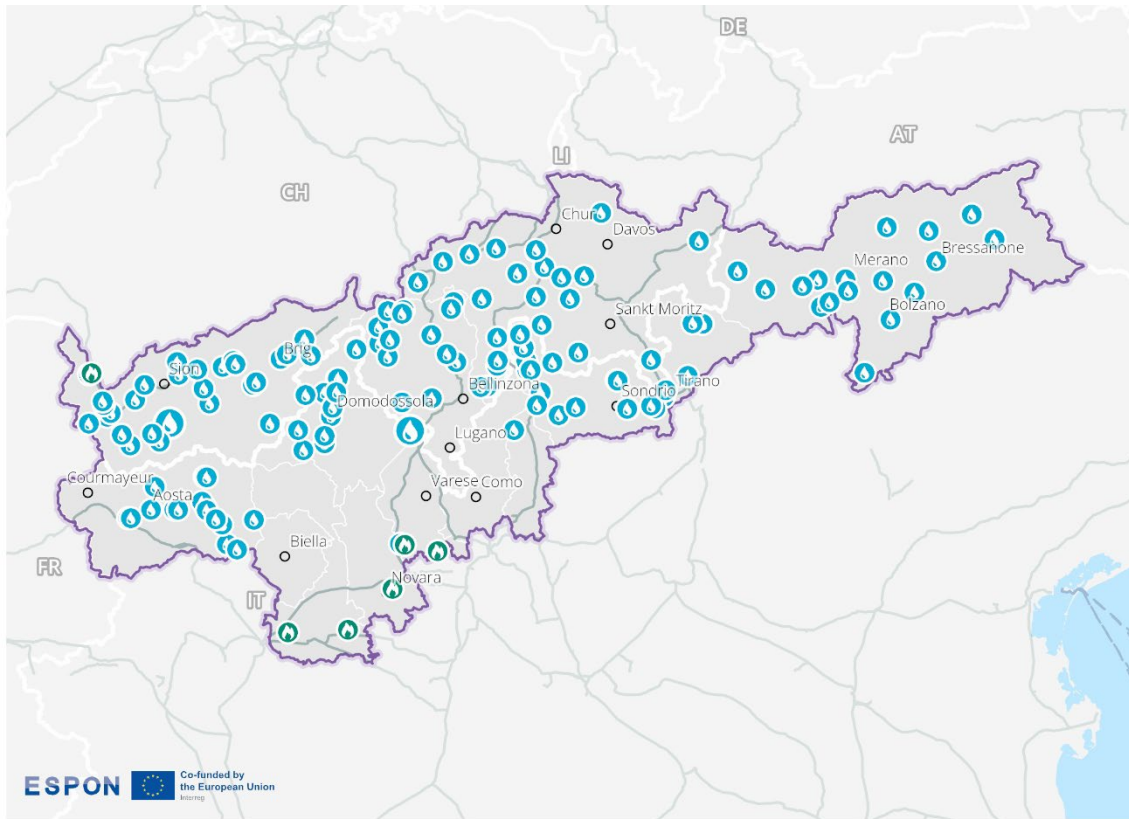 DE
AT
LI
CH
Chur
Davos
Bressanone
Merano
Bolzano
Sankt Moritz
Brig
Sion
Tirano
Sondrio
Bellinzona
Domodossola
Lugano
Courmayeur
Aosta
Varese
Como
Biella
FR
IT
Novara
ESPON
Co-funded by
the European Union
Interreg